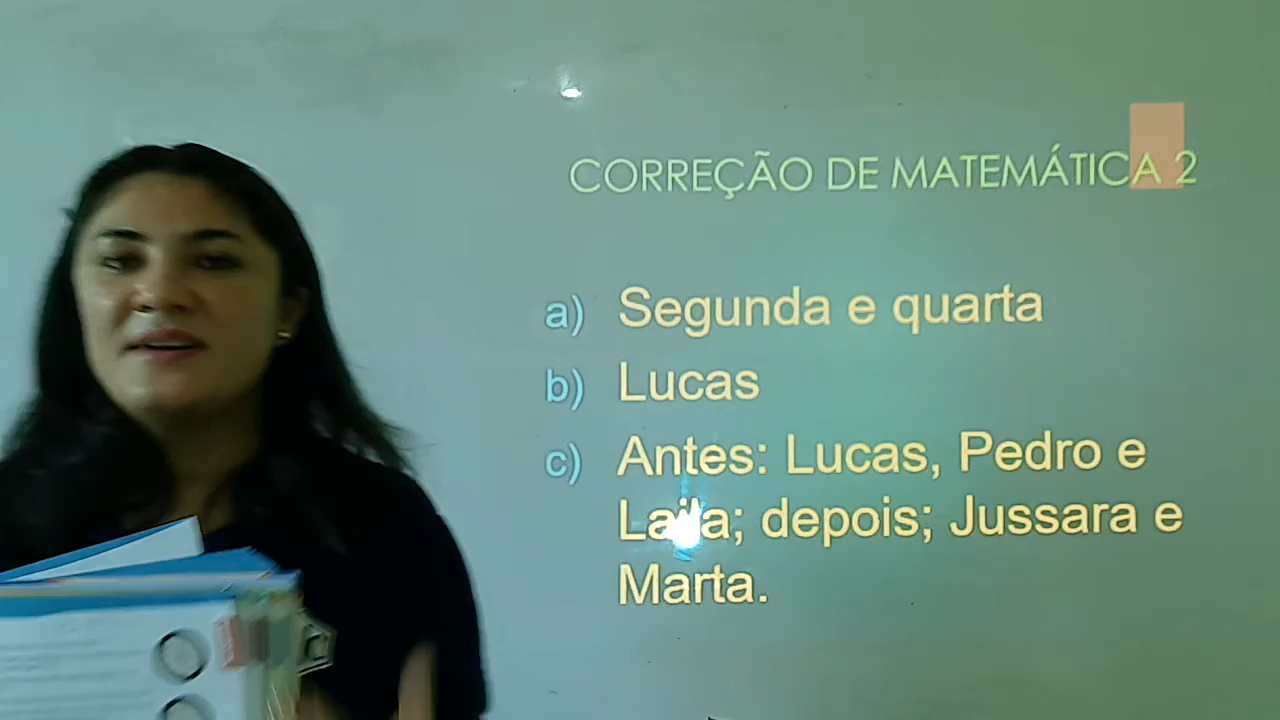 CORREÇÃO DE MATEMÁTICA 2
a) Segunda e quarta
b) Lucas
c) Antes: Lucas, Pedro e
Laila; depois; Jussara e
Marta.